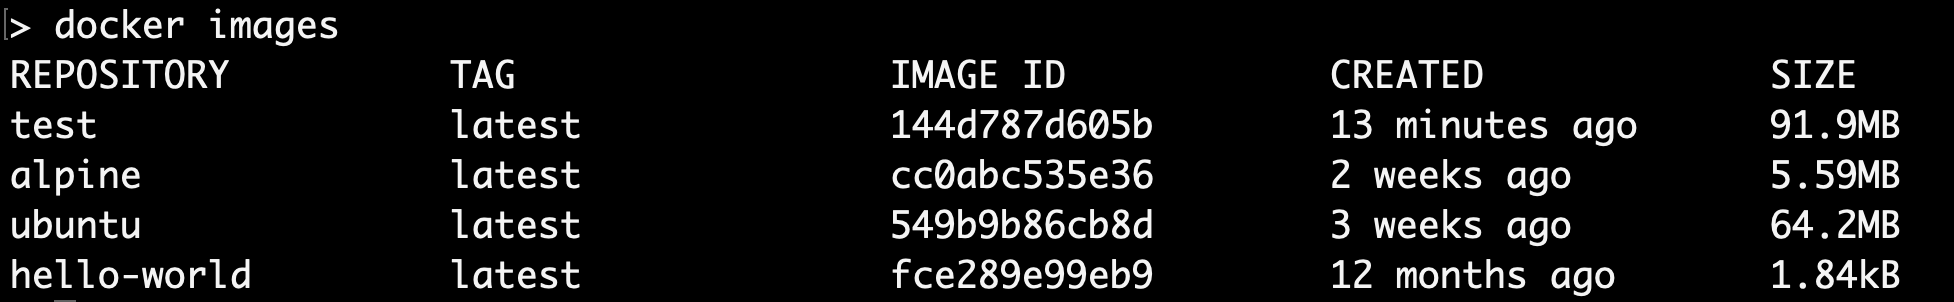 > docker images
REPOSITORY TAG IMAGE ID CREATED SIZE
test latest 144d787d605b 13 minutes ago 91.9MB
alpine latest cc0abc535e36 2 weeks ago 5.59MB
ubuntu latest 549b9b86cb8d 3 weeks ago 64.2MB
hello-world latest fce289e99eb9 12 months ago 1.84kB